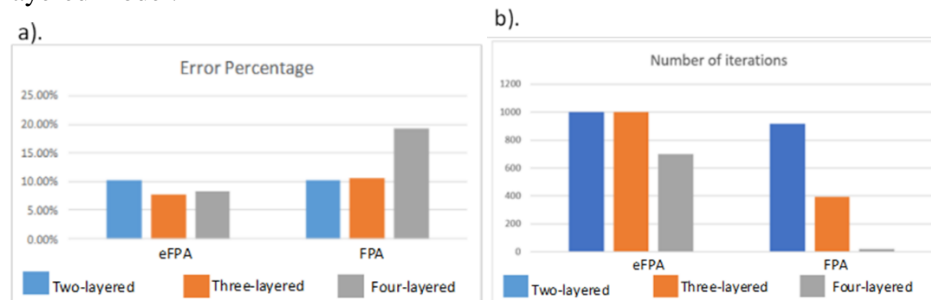 a).
Error Percentage
25.00%
20.00%
15.00%
10.00%
5.00%
0.00%
eFPA FPA
Two-layered Three-layered Four-layered
b).
Number of iterations
1200
1000
800
600
400
200
0
eFPA FPA
Two-layered Three-layered Four-layered